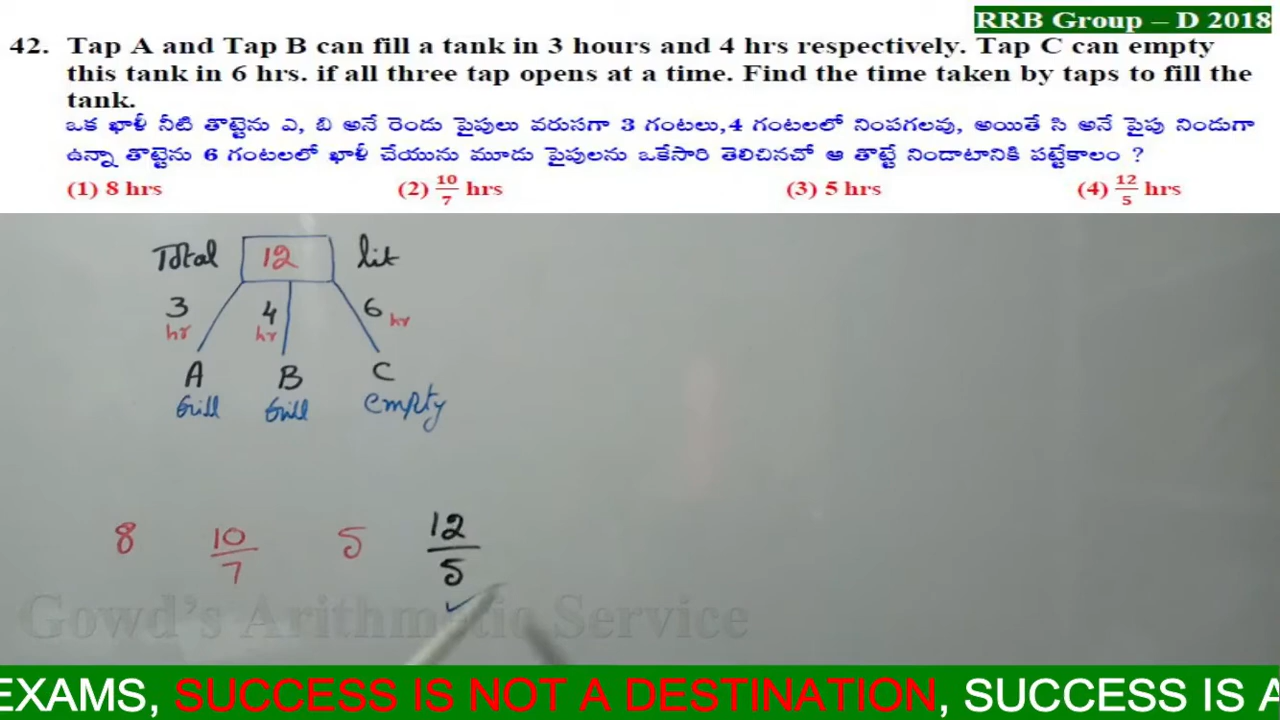 RRB Group – D 2018
42. Tap A and Tap B can fill a tank in 3 hours and 4 hrs respectively. Tap C can empty
this tank in 6 hrs. if all three tap opens at a time. Find the time taken by taps to fill the
tank.
ఒక ఖాళీ నీటి తొట్టెను ఎ, బి అనే రెండు పైపులు వరుసగా 3 గంటలు,4 గంటలలో నింపగలవు, అయితే సి అనే పైపు నిండుగా
ఉన్నా తొట్టెను 6 గంటలలో ఖాళీ చేయును మూడు పైపులను ఒకేసారి తెలిచినచో ఆ తొట్టే నిండాటానికి పట్టేకాలం ?
(1) 8 hrs (2) 10/7 hrs (3) 5 hrs (4) 12/5 hrs
Total 12 lit
3 hr 4 hr 6 hr
A B C
fill fill empty
8 10/7 5 12/5
✓
Gowd's Arithmetic Service
EXAMS, SUCCESS IS NOT A DESTINATION, SUCCESS IS A